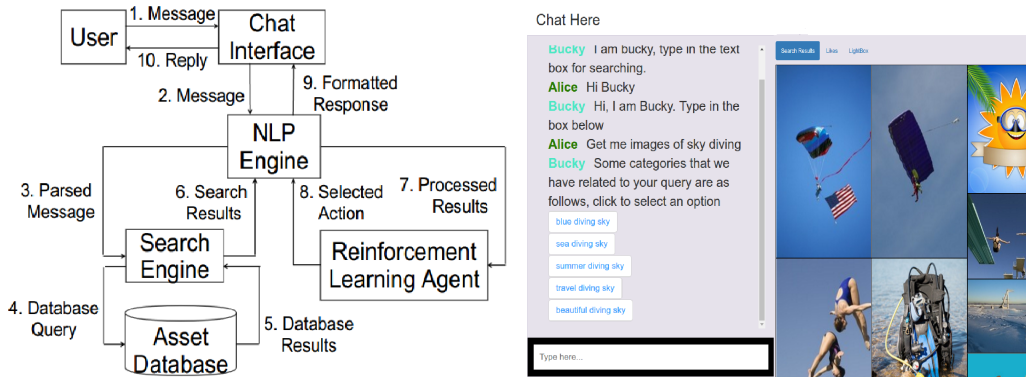 1. Message
User
Chat
Interface
10. Reply
2. Message
9. Formatted
Response
NLP
Engine
3. Parsed
Message
6. Search
Results
8. Selected
Action
7. Processed
Results
Search
Engine
Reinforcement
Learning Agent
4. Database
Query
Asset
Database
5. Database
Results
Chat Here
Bucky I am bucky, type in the text
box for searching.
Alice Hi Bucky
Bucky Hi, I am Bucky. Type in the
box below
Alice Get me images of sky diving
Bucky Some categories that we
have related to your query are as
follows, click to select an option
blue diving sky
sea diving sky
summer diving sky
travel diving sky
beautiful diving sky
Type here...
Search Results
Likes
LightBox